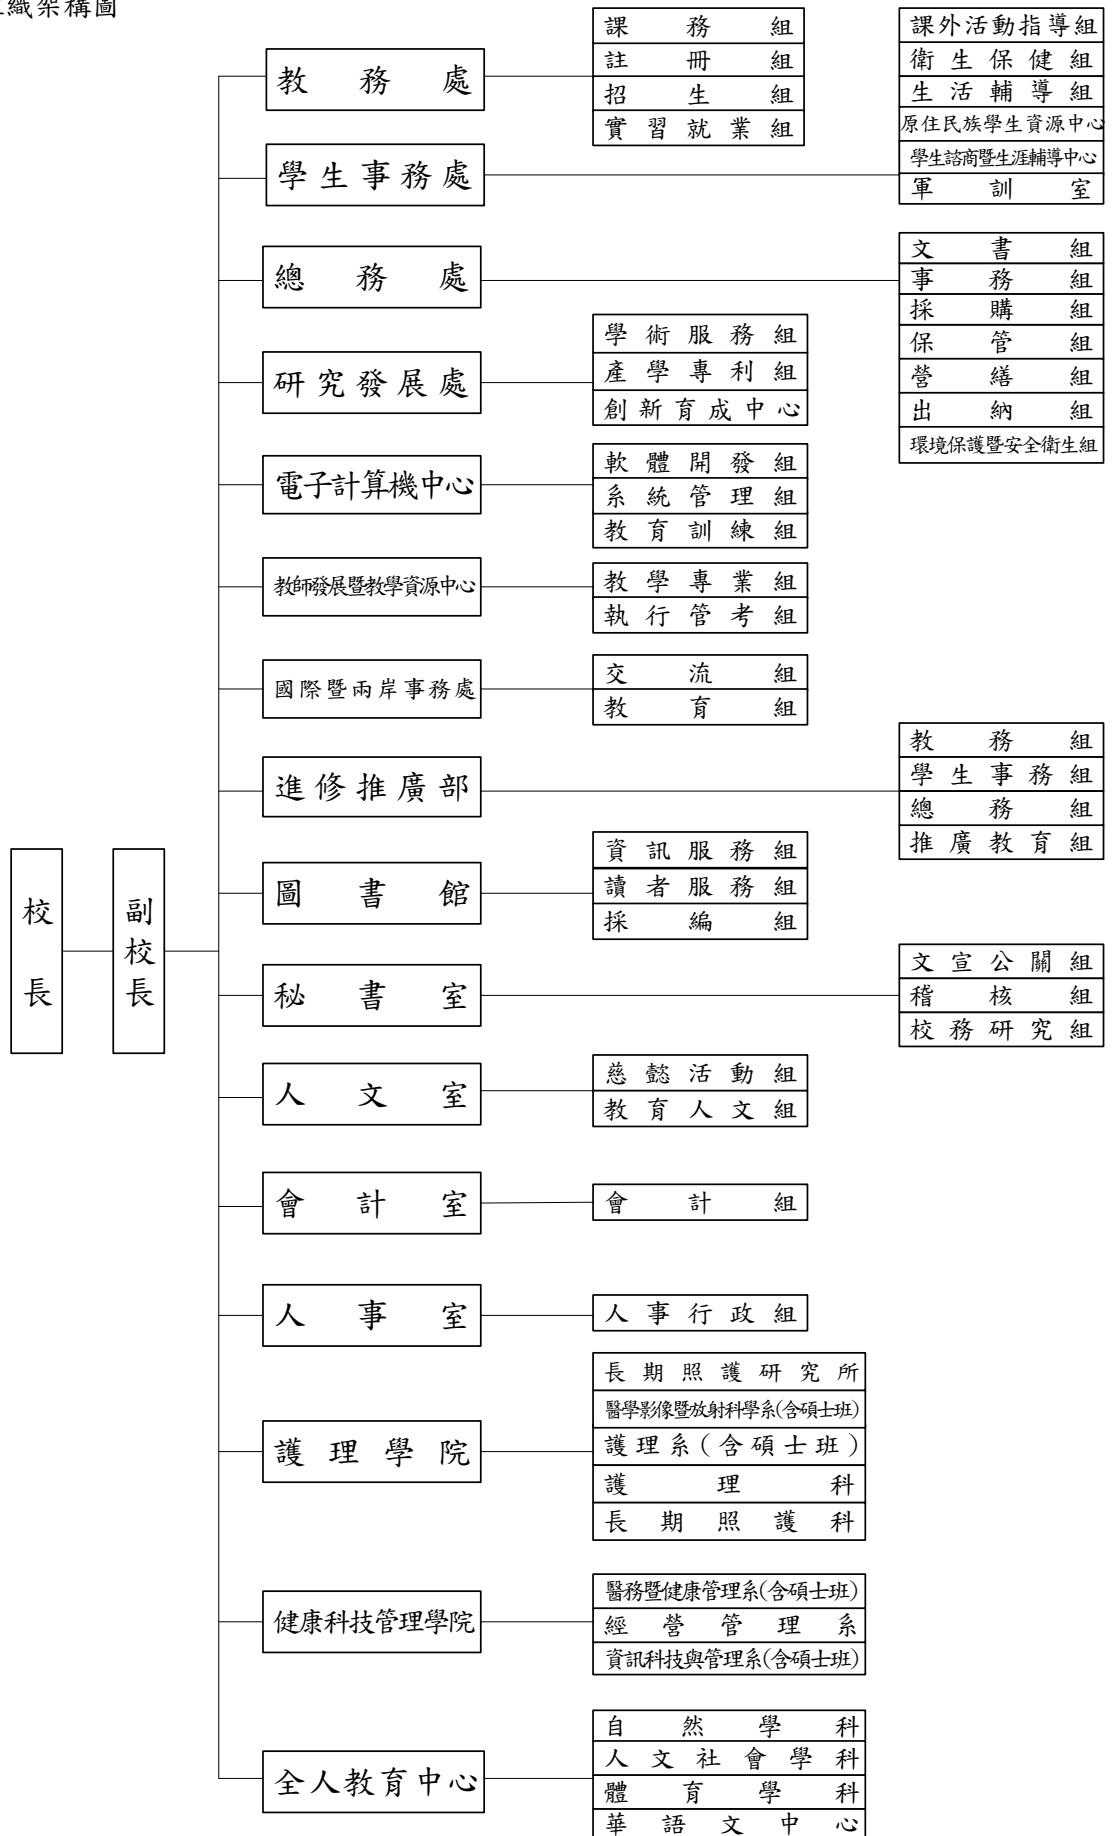 織架構圖
校長
副校長
教務處
課務組
註冊組
招生組
實習就業組
學生事務處
課外活動指導組
衛生保健組
生活輔導組
原住民族學生資源中心
學生諮商暨生涯輔導中心
軍訓室
總務處
文書組
事務組
採購組
保管組
營繕組
出納組
環境保護暨安全衛生組
研究發展處
學術服務組
產學專利組
創新育成中心
電子計算機中心
軟體開發組
系統管理組
教育訓練組
教師發展暨教學資源中心
教學專業組
執行管考組
國際暨兩岸事務處
交流組
教育組
進修推廣部
教務組
學生事務組
總務組
推廣教育組
圖書館
資訊服務組
讀者服務組
採編組
秘書室
文宣公關組
稽核組
校務研究組
人文室
慈懿活動組
教育人文組
會計室
會計組
人事室
人事行政組
護理學院
長期照護研究所
醫學影像暨放射科學系(含碩士班)
護理系(含碩士班)
護理科
長期照護科
健康科技管理學院
醫務暨健康管理系(含碩士班)
經營管理系
資訊科技與管理系(含碩士班)
全人教育中心
自然學科
人文社會學科
體育學科
華語文中心